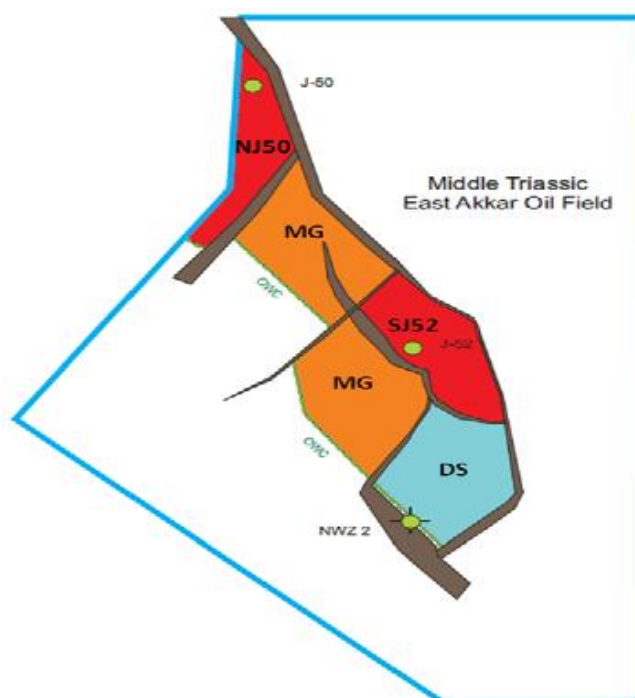 J-50
NJ50
Middle Triassic
East Akkar Oil Field
MG
OWC
SJ52
J-52
MG
OWC
DS
NWZ 2